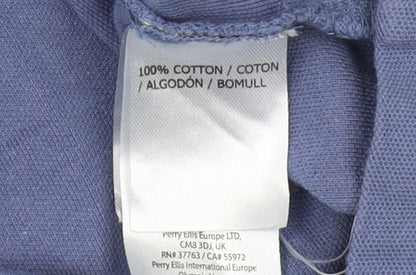 100% COTTON / COTON
/ ALGODÓN / BOMULL
Perry Ellis Europe LTD,
CM8 3DJ, UK
RN# 37763 / CA# 55972
Perry Ellis International Europe